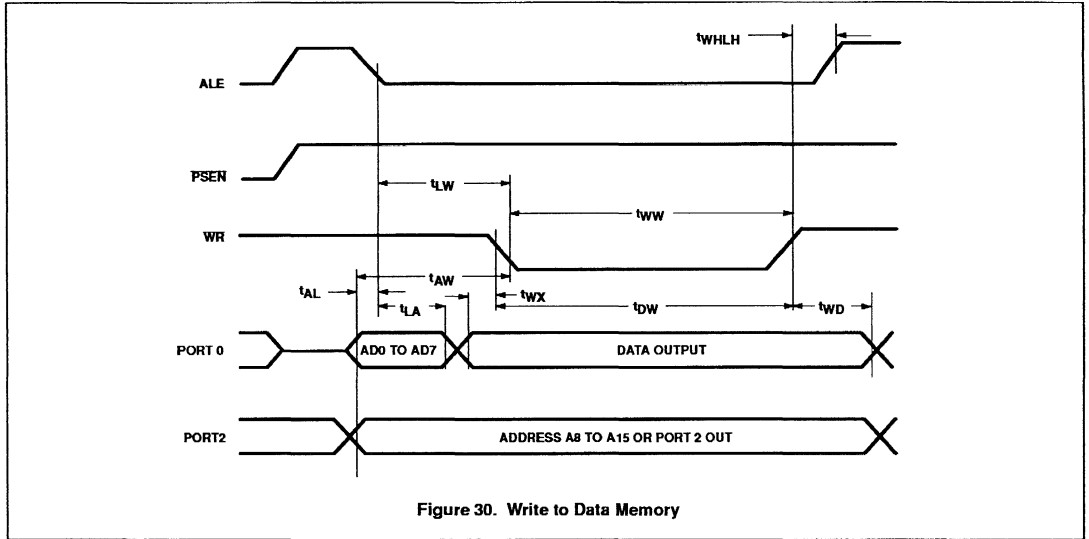 tWHLH
ALE
PSEN
tLW
tWW
WR
tAW
tAL
tWX
tLA
tDW
tWD
PORT 0
AD0 TO AD7
DATA OUTPUT
PORT2
ADDRESS A8 TO A15 OR PORT 2 OUT
Figure 30. Write to Data Memory